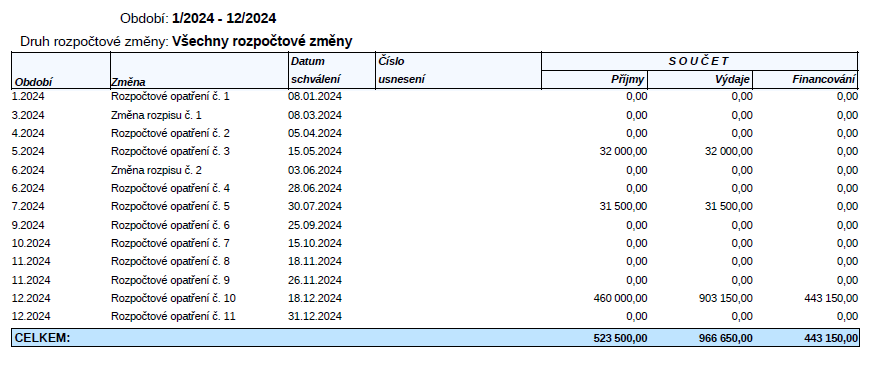 Období: 1/2024 - 12/2024
Druh rozpočtové změny: Všechny rozpočtové změny
Datum Číslo SOUČET
Období Změna schválení usnesení Příjmy Výdaje Financování
1.2024 Rozpočtové opatření č. 1 08.01.2024 0,00 0,00 0,00
3.2024 Změna rozpisu č. 1 08.03.2024 0,00 0,00 0,00
4.2024 Rozpočtové opatření č. 2 05.04.2024 0,00 0,00 0,00
5.2024 Rozpočtové opatření č. 3 15.05.2024 32 000,00 32 000,00 0,00
6.2024 Změna rozpisu č. 2 03.06.2024 0,00 0,00 0,00
6.2024 Rozpočtové opatření č. 4 28.06.2024 0,00 0,00 0,00
7.2024 Rozpočtové opatření č. 5 30.07.2024 31 500,00 31 500,00 0,00
9.2024 Rozpočtové opatření č. 6 25.09.2024 0,00 0,00 0,00
10.2024 Rozpočtové opatření č. 7 15.10.2024 0,00 0,00 0,00
11.2024 Rozpočtové opatření č. 8 18.11.2024 0,00 0,00 0,00
11.2024 Rozpočtové opatření č. 9 26.11.2024 0,00 0,00 0,00
12.2024 Rozpočtové opatření č. 10 18.12.2024 460 000,00 903 150,00 443 150,00
12.2024 Rozpočtové opatření č. 11 31.12.2024 0,00 0,00 0,00
CELKEM: 523 500,00 966 650,00 443 150,00